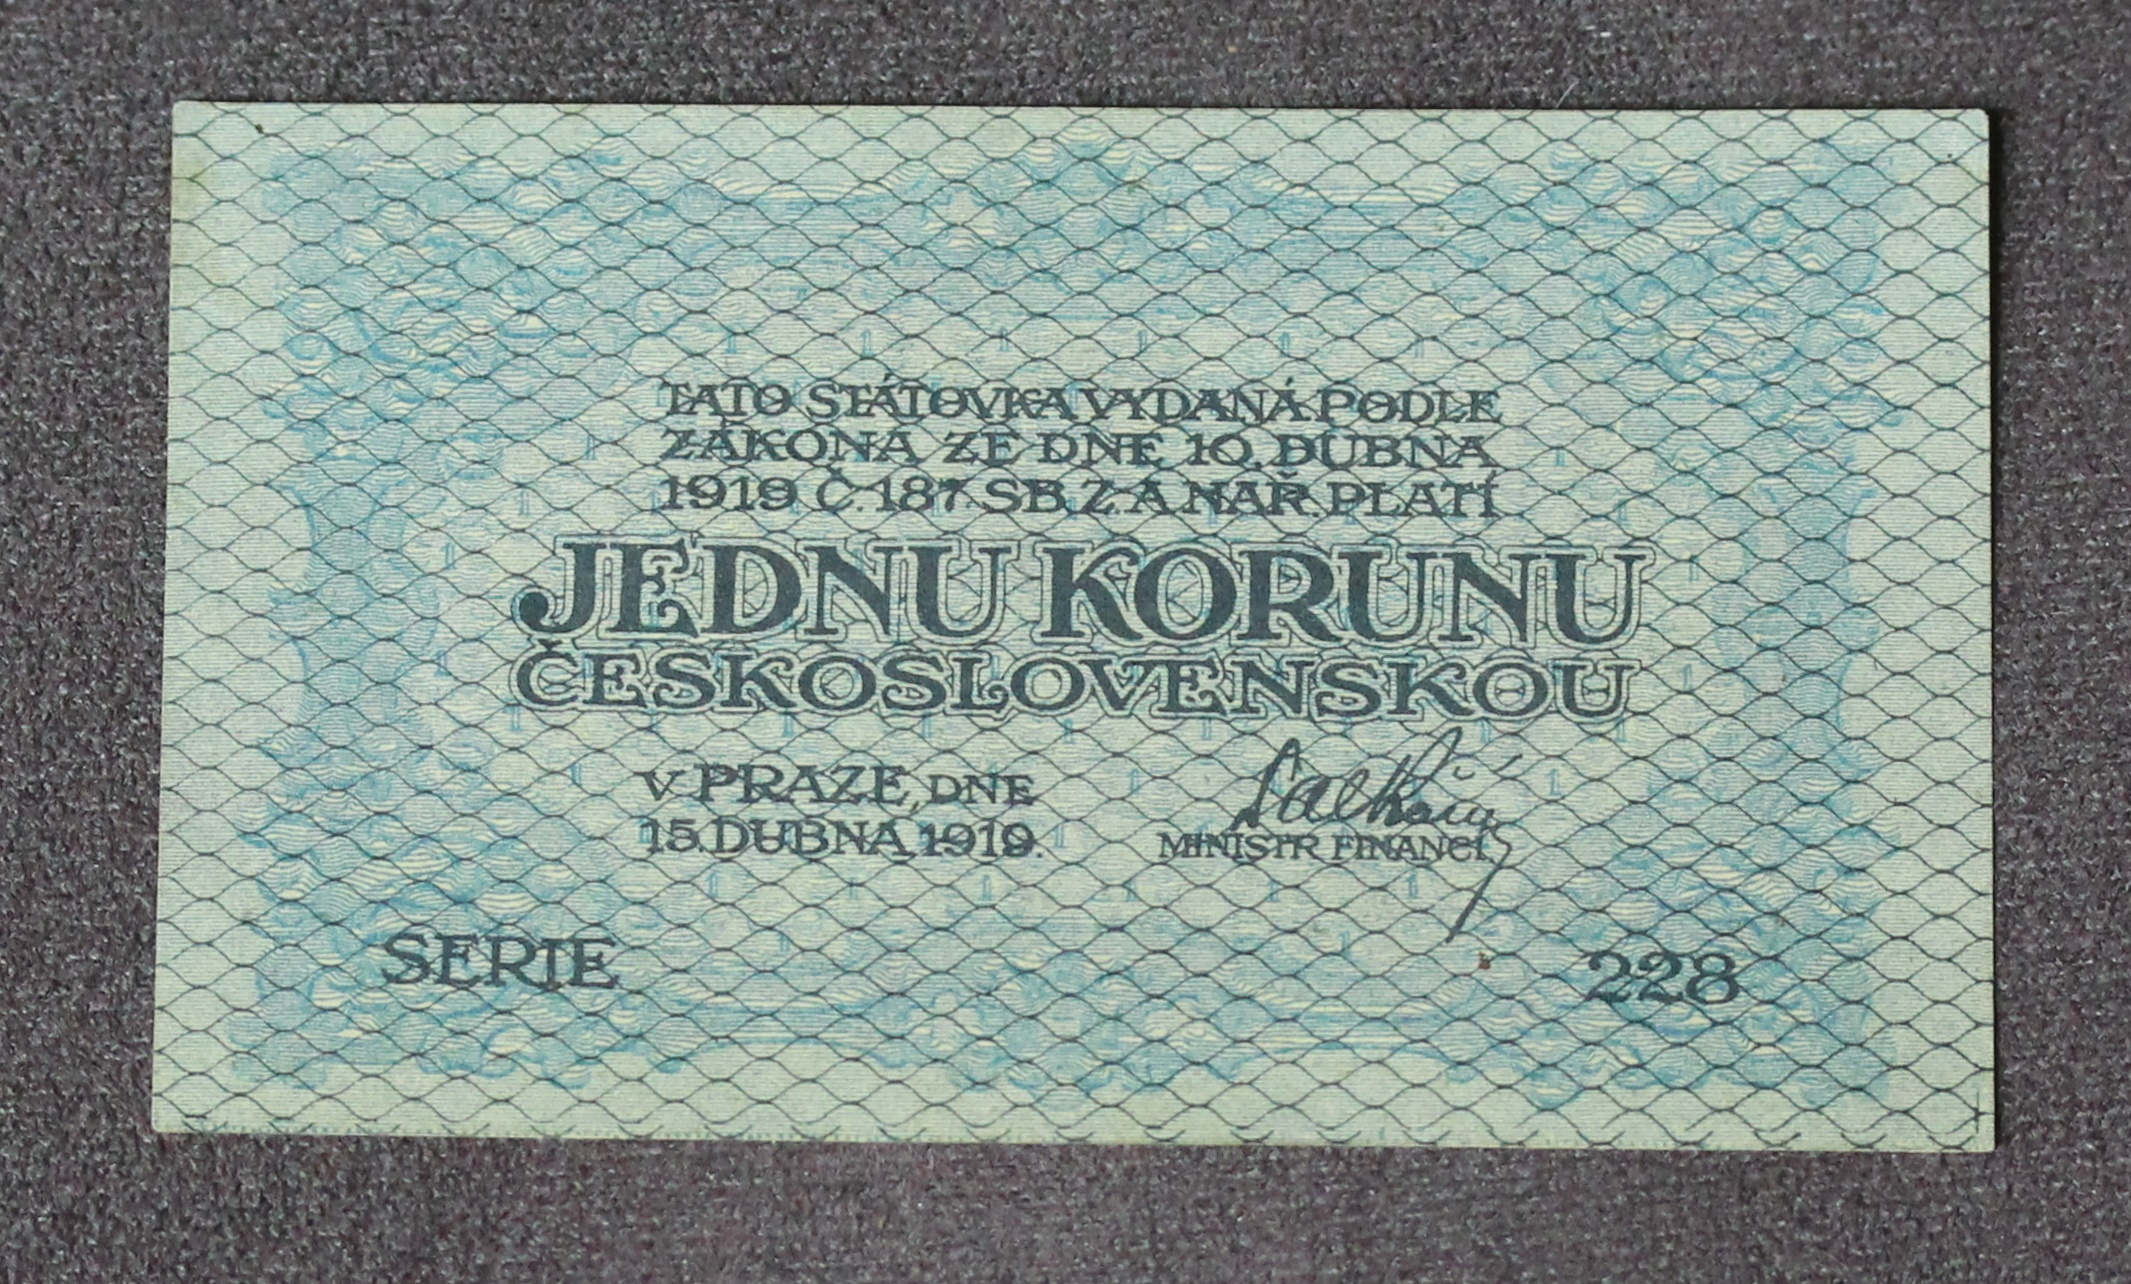 TATO STÁTOVKA VYDANÁ PODLE
ZÁKONA ZE DNE 10. DUBNA
1919 Č. 187. SB. Z. A NAŘ. PLATÍ
JEDNU KORUNU
ČESKOSLOVENSKOU
V PRAZE, DNE
15. DUBNA 1919.
MINISTR FINANCÍ.
SERIE 228